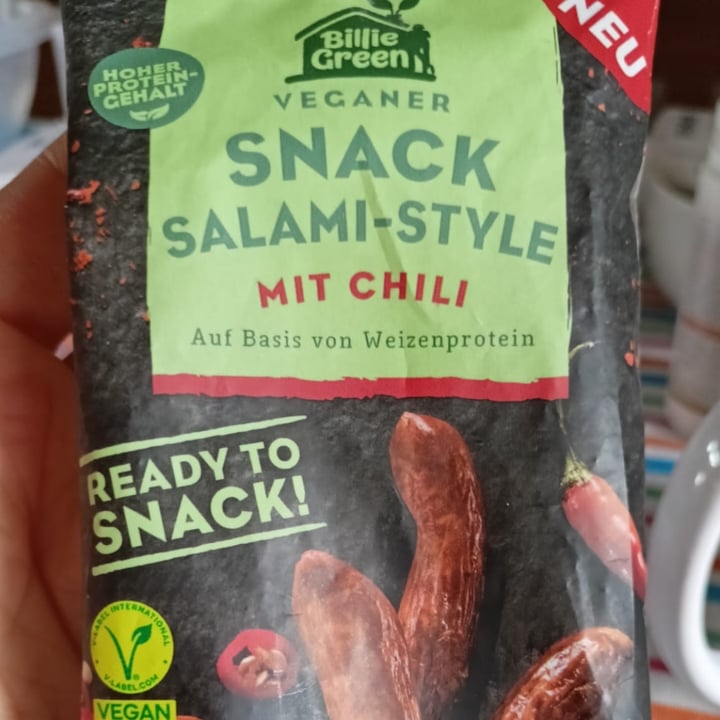 NEU
Billie
Green
HOHER
PROTEIN-
GEHALT
VEGANER
SNACK
SALAMI-STYLE
MIT CHILI
Auf Basis von Weizenprotein
READY TO
SNACK!
V-LABEL INTERNATIONAL
V-LABEL.COM
VEGAN